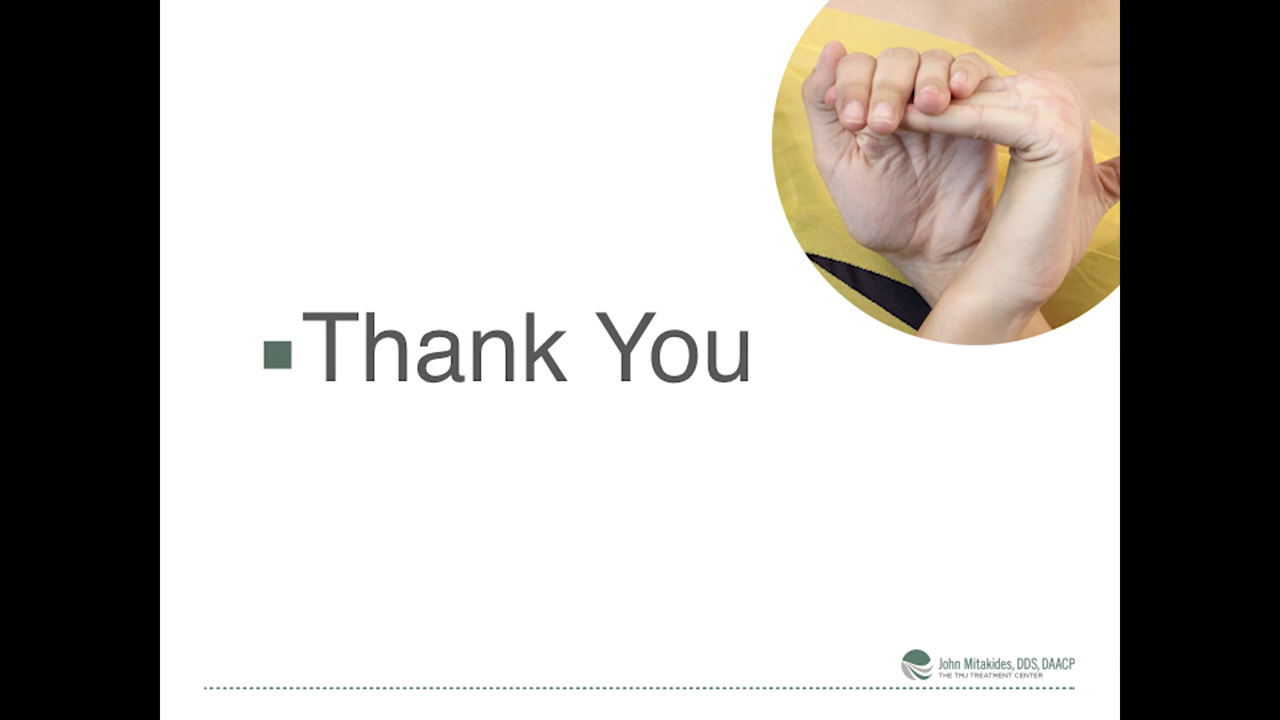 Thank You
John Mitakides, DDS, DAACP
THE TMJ TREATMENT CENTER